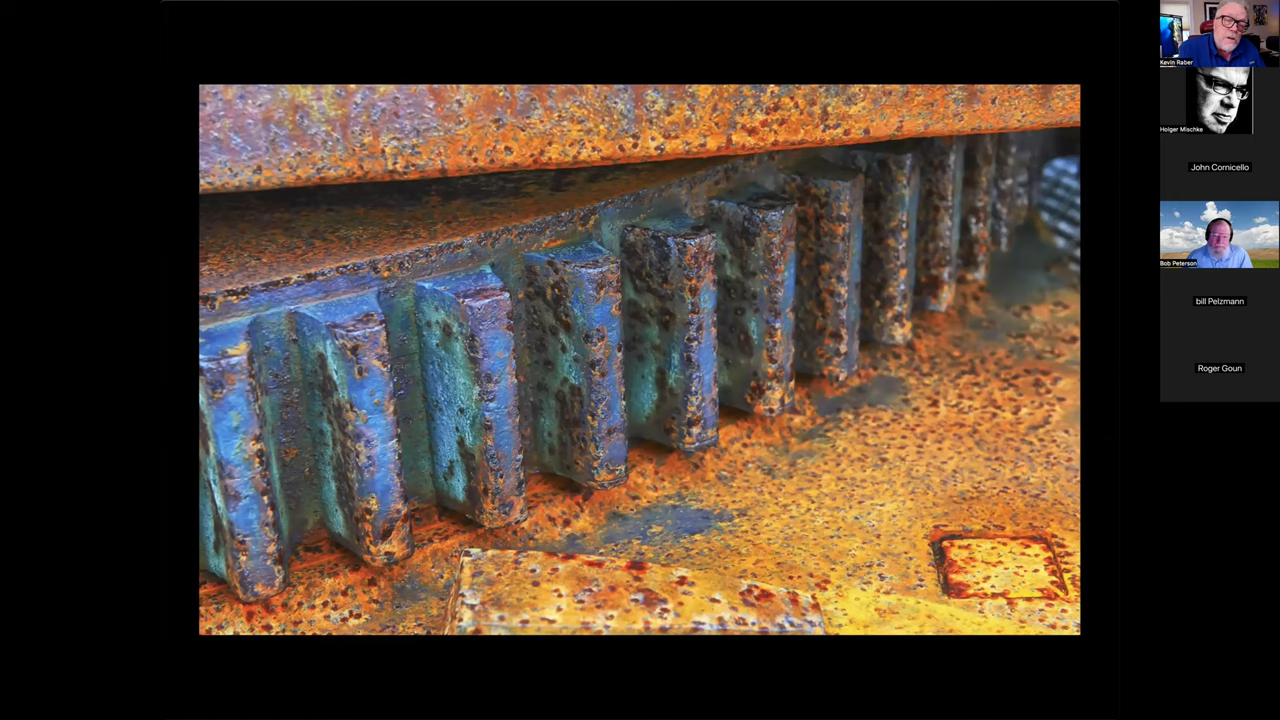 Kevin Raber
Holger Mischke
John Cornicello
Bob Peterson
bill Pelzmann
Roger Goun